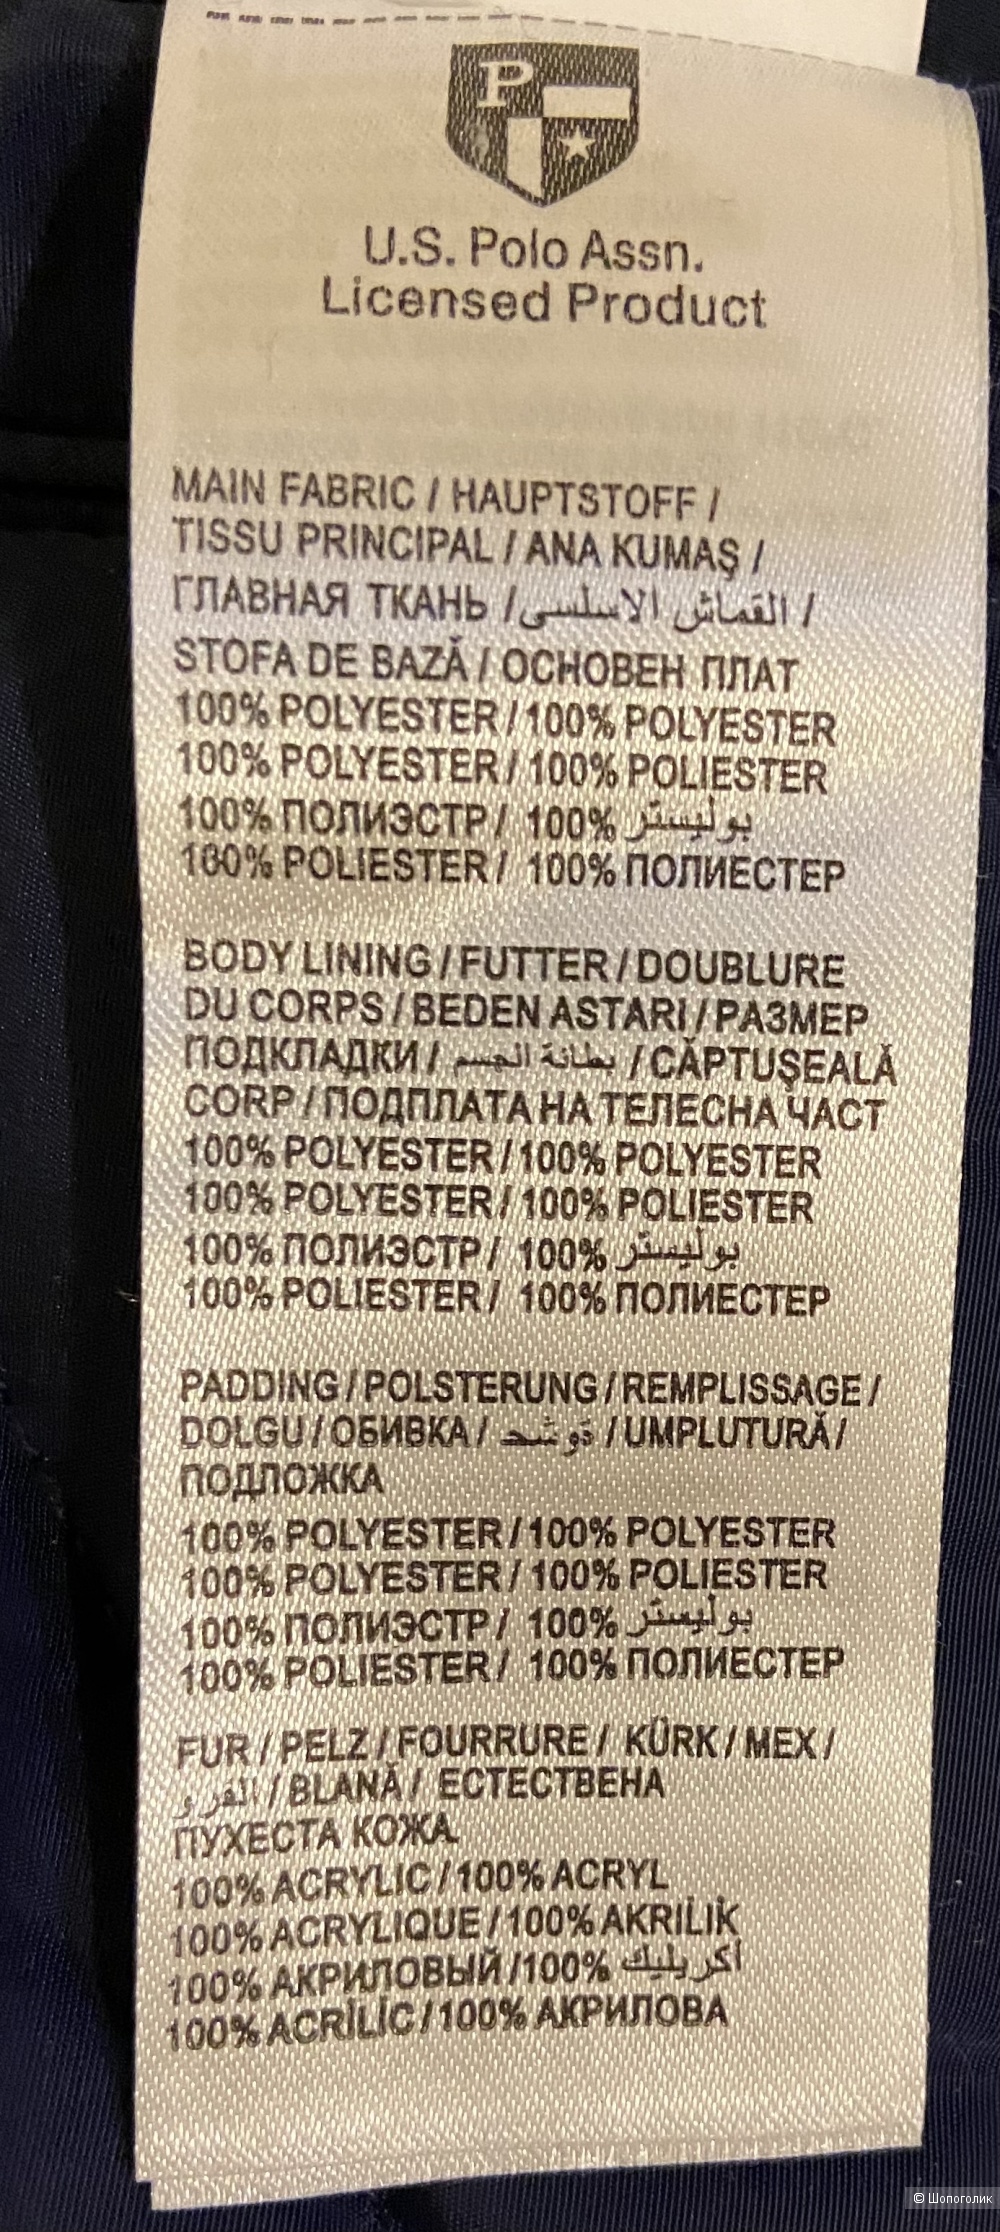 P
U.S. Polo Assn.
Licensed Product
MAIN FABRIC / HAUPTSTOFF /
TISSU PRINCIPAL / ANA KUMAŞ /
ГЛАВНАЯ ТКАНЬ / القماش الاسلسى /
STOFA DE BAZĂ / ОСНОВЕН ПЛАТ
100% POLYESTER / 100% POLYESTER
100% POLYESTER / 100% POLIESTER
100% ПОЛИЭСТР / 100% بوليستر
100% POLIESTER / 100% ПОЛИЕСТЕР
BODY LINING / FUTTER / DOUBLURE
DU CORPS / BEDEN ASTARI / РАЗМЕР
ПОДКЛАДКИ / بطانة الجسم / CĂPTUŞEALĂ
CORP / ПОДПЛАТА НА ТЕЛЕСНА ЧАСТ
100% POLYESTER / 100% POLYESTER
100% POLYESTER / 100% POLIESTER
100% ПОЛИЭСТР / 100% بوليستر
100% POLIESTER / 100% ПОЛИЕСТЕР
PADDING / POLSTERUNG / REMPLISSAGE /
DOLGU / ОБИВКА / / UMPLUTURĂ /
ПОДЛОЖКА
100% POLYESTER / 100% POLYESTER
100% POLYESTER / 100% POLIESTER
100% ПОЛИЭСТР / 100% بوليستر
100% POLIESTER / 100% ПОЛИЕСТЕР
FUR / PELZ / FOURRURE / KÜRK / МЕХ /
الفرو / BLANĂ / ЕСТЕСТВЕНА
ПУХЕСТА КОЖА
100% ACRYLIC / 100% ACRYL
100% ACRYLIQUE / 100% AKRİLİK
100% АКРИЛОВЫЙ / 100% أكريليك
100% ACRİLİC / 100% АКРИЛОВА
© Шопоголик